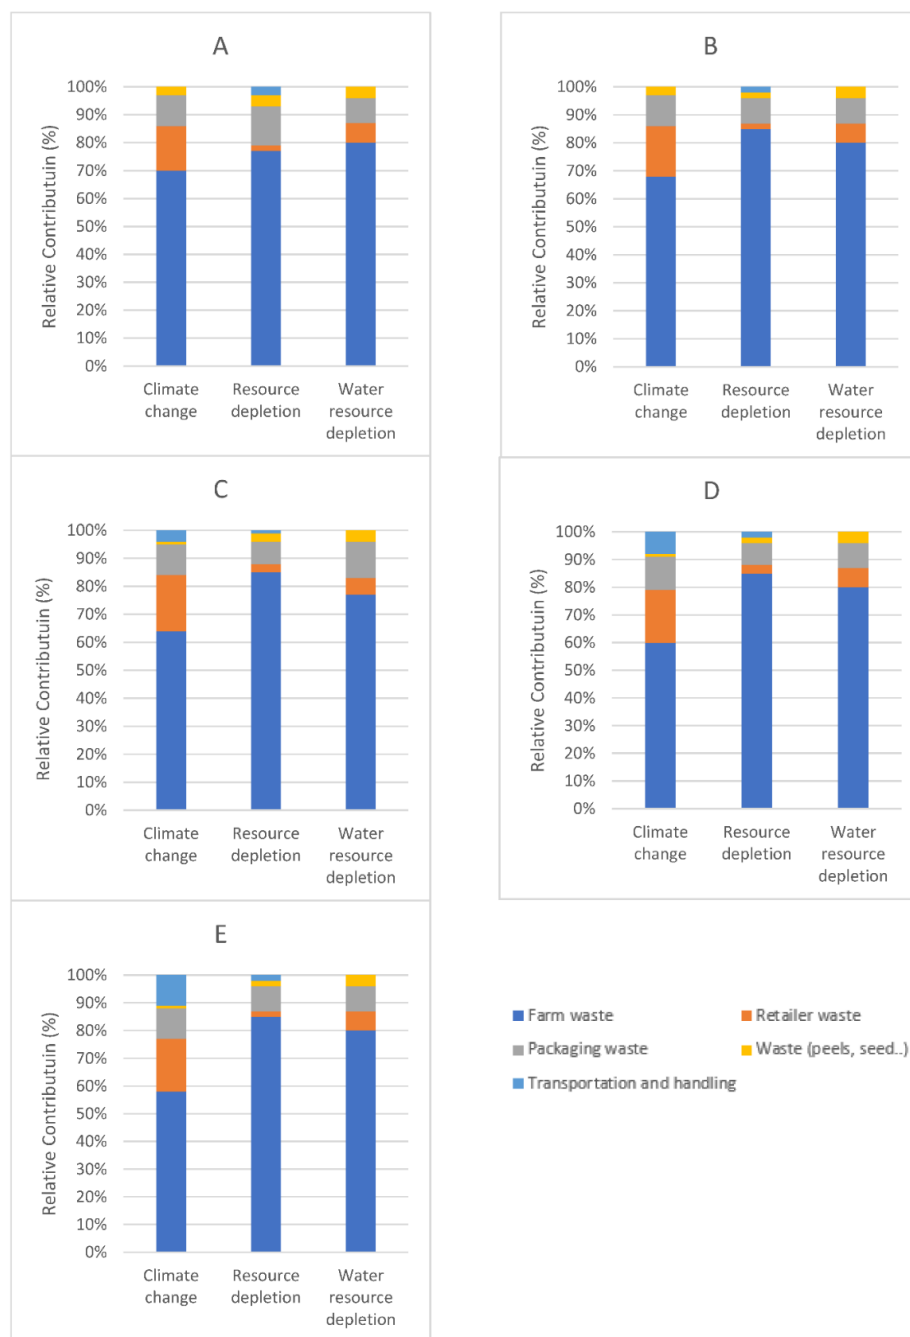 A
Relative Contributuin (%)
100%
90%
80%
70%
60%
50%
40%
30%
20%
10%
0%
Climate
change
Resource
depletion
Water
resource
depletion
B
Relative Contributuin (%)
100%
90%
80%
70%
60%
50%
40%
30%
20%
10%
0%
Climate
change
Resource
depletion
Water
resource
depletion
C
Relative Contributuin (%)
100%
90%
80%
70%
60%
50%
40%
30%
20%
10%
0%
Climate
change
Resource
depletion
Water
resource
depletion
D
Relative Contributuin (%)
100%
90%
80%
70%
60%
50%
40%
30%
20%
10%
0%
Climate
change
Resource
depletion
Water
resource
depletion
E
Relative Contributuin (%)
100%
90%
80%
70%
60%
50%
40%
30%
20%
10%
0%
Climate
change
Resource
depletion
Water
resource
depletion
Farm waste
Retailer waste
Packaging waste
Waste (peels, seed..)
Transportation and handling